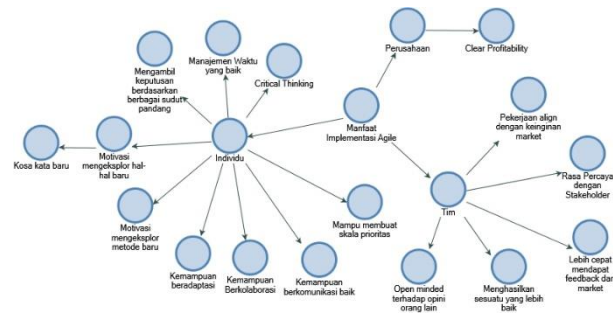 Perusahaan
Clear Profitability
Manajemen Waktu
yang baik
Critical Thinking
Mengambil
keputusan
berdasarkan
berbagai sudut
pandang
Manfaat
Implementasi Agile
Pekerjaan align
dengan keinginan
market
Kosa kata baru
Motivasi
mengeksplor hal-
hal baru
Individu
Rasa Percaya
dengan
Stakeholder
Tim
Motivasi
mengeksplor
metode baru
Mampu membuat
skala prioritas
Kemampuan
beradaptasi
Kemampuan
Berkolaborasi
Kemampuan
berkomunikasi baik
Open minded
terhadap opini
orang lain
Menghasilkan
sesuatu yang lebih
baik
Lebih cepat
mendapat
feedback dari
market